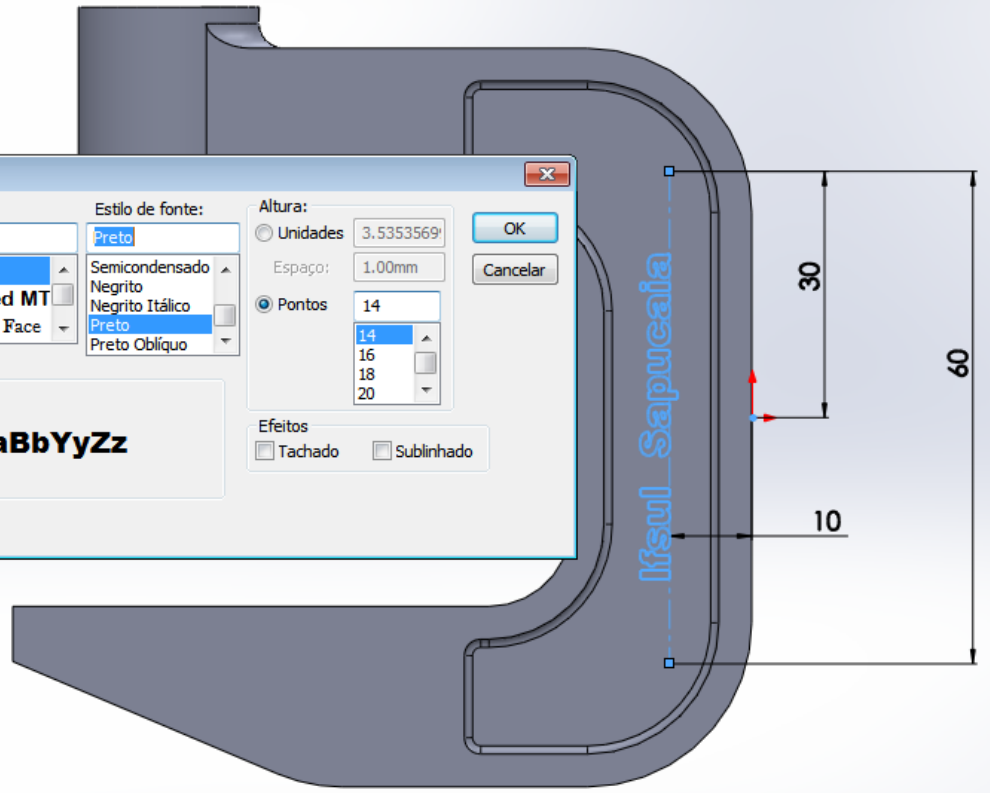 Estilo de fonte:
Preto
Semicondensado
Negrito
Negrito Itálico
Preto
Preto Oblíquo
ed MT
Face
aBbYyZz
Altura:
Unidades
3.5353569
Espaço:
1.00mm
Pontos
14
14
16
18
20
Efeitos
Tachado
Sublinhado
OK
Cancelar
Ifsul Sapucaia
30
60
10